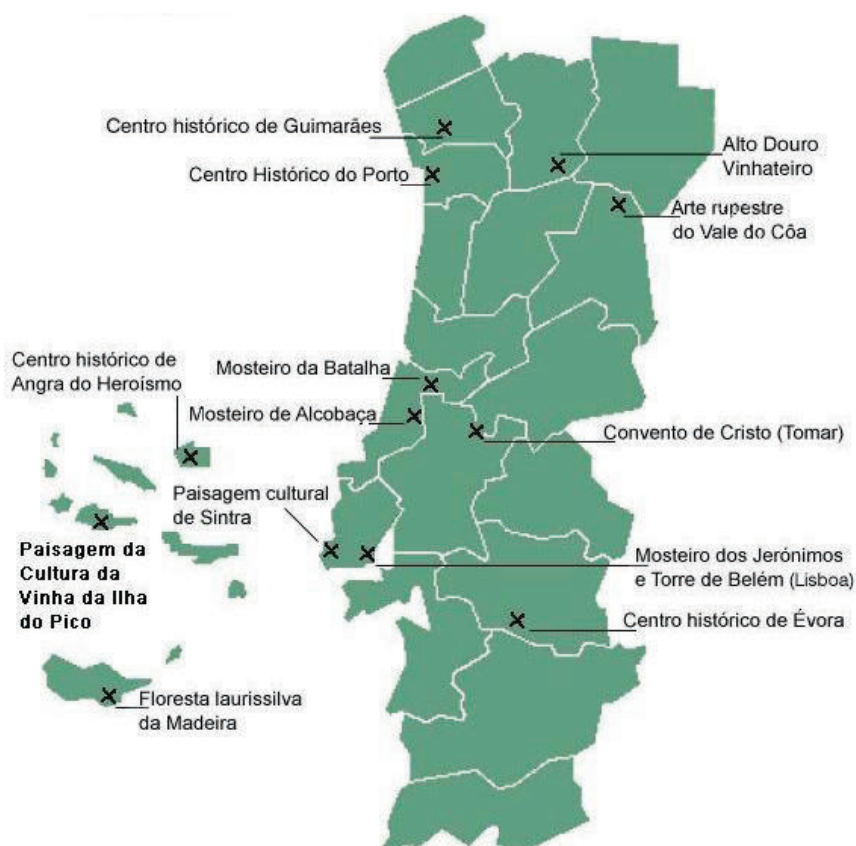 Centro histórico de Guimarães
Centro Histórico do Porto
Alto Douro
Vinhateiro
Arte rupestre
do Vale do Côa
Centro histórico de
Angra do Heroísmo
Mosteiro da Batalha
Mosteiro de Alcobaça
Convento de Cristo (Tomar)
Paisagem cultural
de Sintra
Paisagem da
Cultura da
Vinha da Ilha
do Pico
Mosteiro dos Jerónimos
e Torre de Belém (Lisboa)
Centro histórico de Évora
Floresta laurissilva
da Madeira